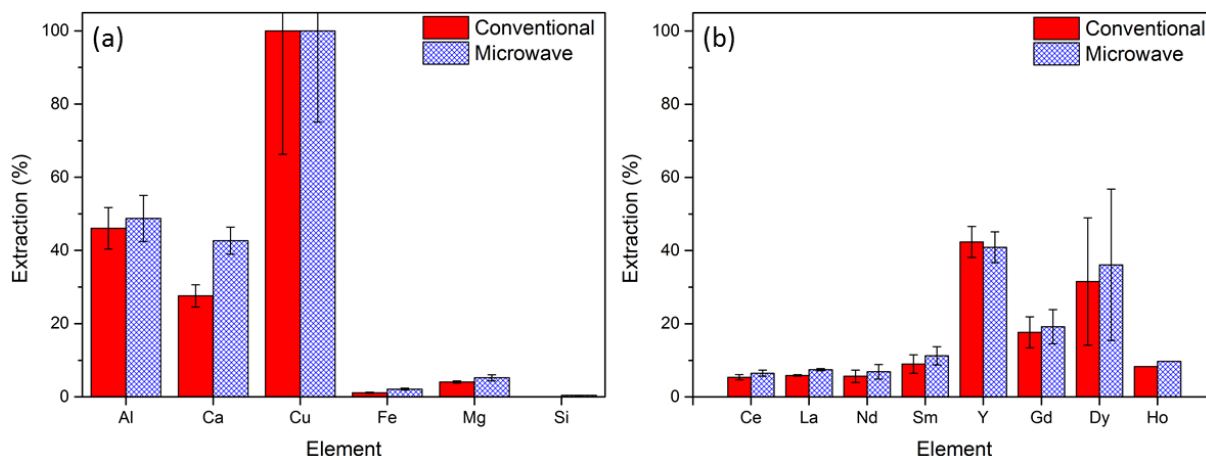 (a)
Conventional
Microwave
Extraction (%)
100
80
60
40
20
0
Al Ca Cu Fe Mg Si
Element
(b)
Conventional
Microwave
Extraction (%)
100
80
60
40
20
0
Ce La Nd Sm Y Gd Dy Ho
Element